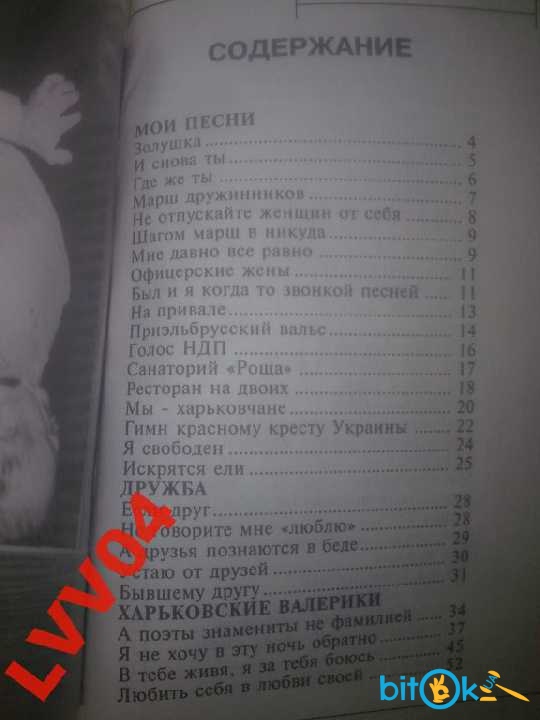 СОДЕРЖАНИЕ
МОИ ПЕСНИ
Золушка 4
И снова ты 5
Где же ты 6
Марш дружинников 7
Не отпускайте женщин от себя 8
Шагом марш в никуда 9
Мне давно все равно 9
Офицерские жены 11
Был и я когда то звонкой песней 11
На привале 13
Приэльбрусский вальс 14
Голос НДП 16
Санаторий «Роща» 17
Ресторан на двоих 18
Мы - харьковчане 20
Гимн красному кресту Украины 22
Я свободен 24
Искрятся ели 25
ДРУЖБА
друг 28
Не говорите мне «люблю» 28
А друзья познаются в беде 29
Устаю от друзей 30
Бывшему другу 31
ХАРЬКОВСКИЕ ВАЛЕРИКИ
А поэты знамениты не фамилией 34
Я не хочу в эту ночь обратно 37
В тебе живя, я за тебя боюсь 45
Любить себя в любви своей 52
LVV04
bitok.ua